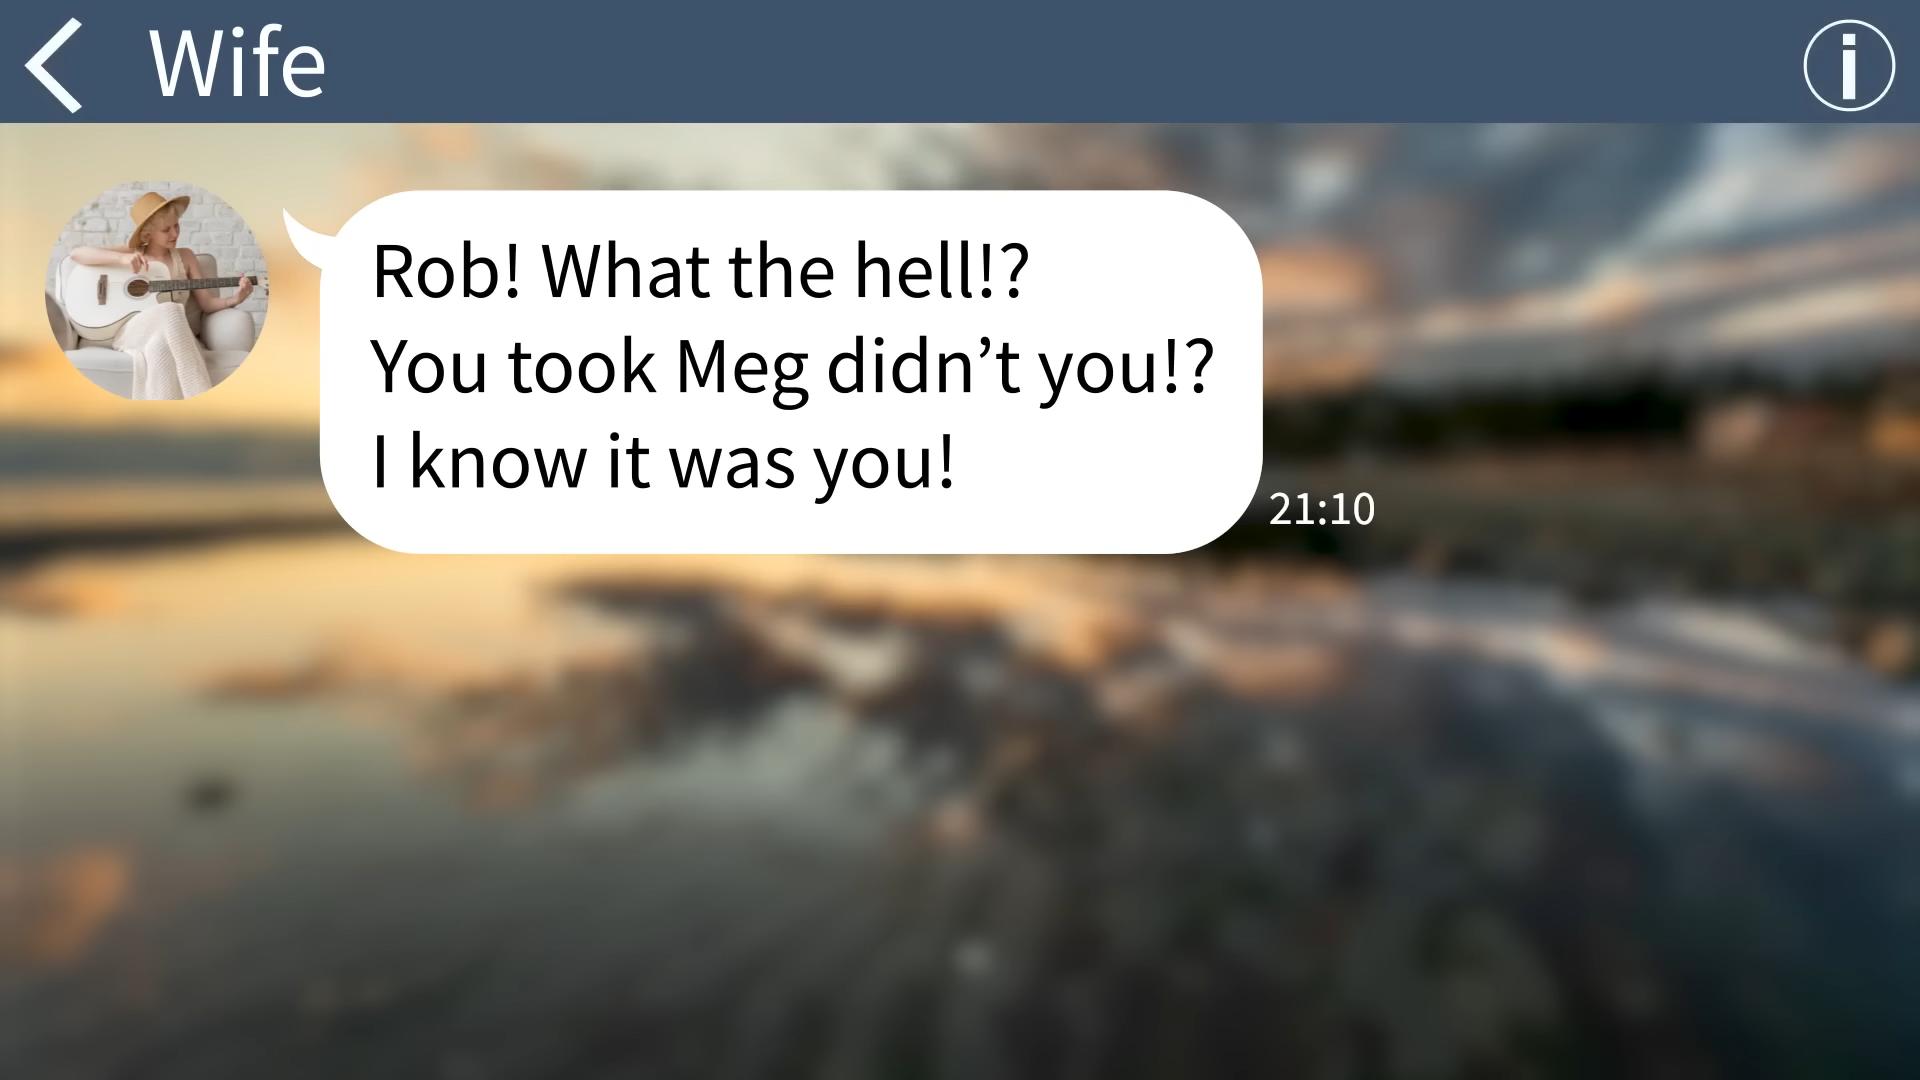 Wife
Rob! What the hell!?
You took Meg didn’t you!?
I know it was you!
21:10